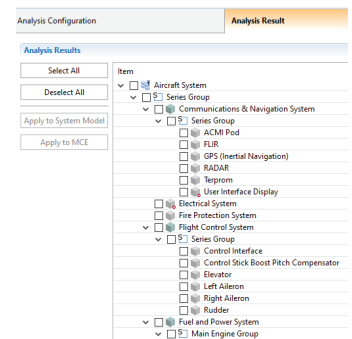 Analysis Configuration
Analysis Result
Analysis Results
Select All
Deselect All
Apply to System Model
Apply to MCE
Item
Aircraft System
S Series Group
Communications & Navigation System
S Series Group
ACMI Pod
FLIR
GPS (Inertial Navigation)
RADAR
Terprom
User Interface Display
Electrical System
Fire Protection System
Flight Control System
S Series Group
Control Interface
Control Stick Boost Pitch Compensator
Elevator
Left Aileron
Right Aileron
Rudder
Fuel and Power System
S Main Engine Group